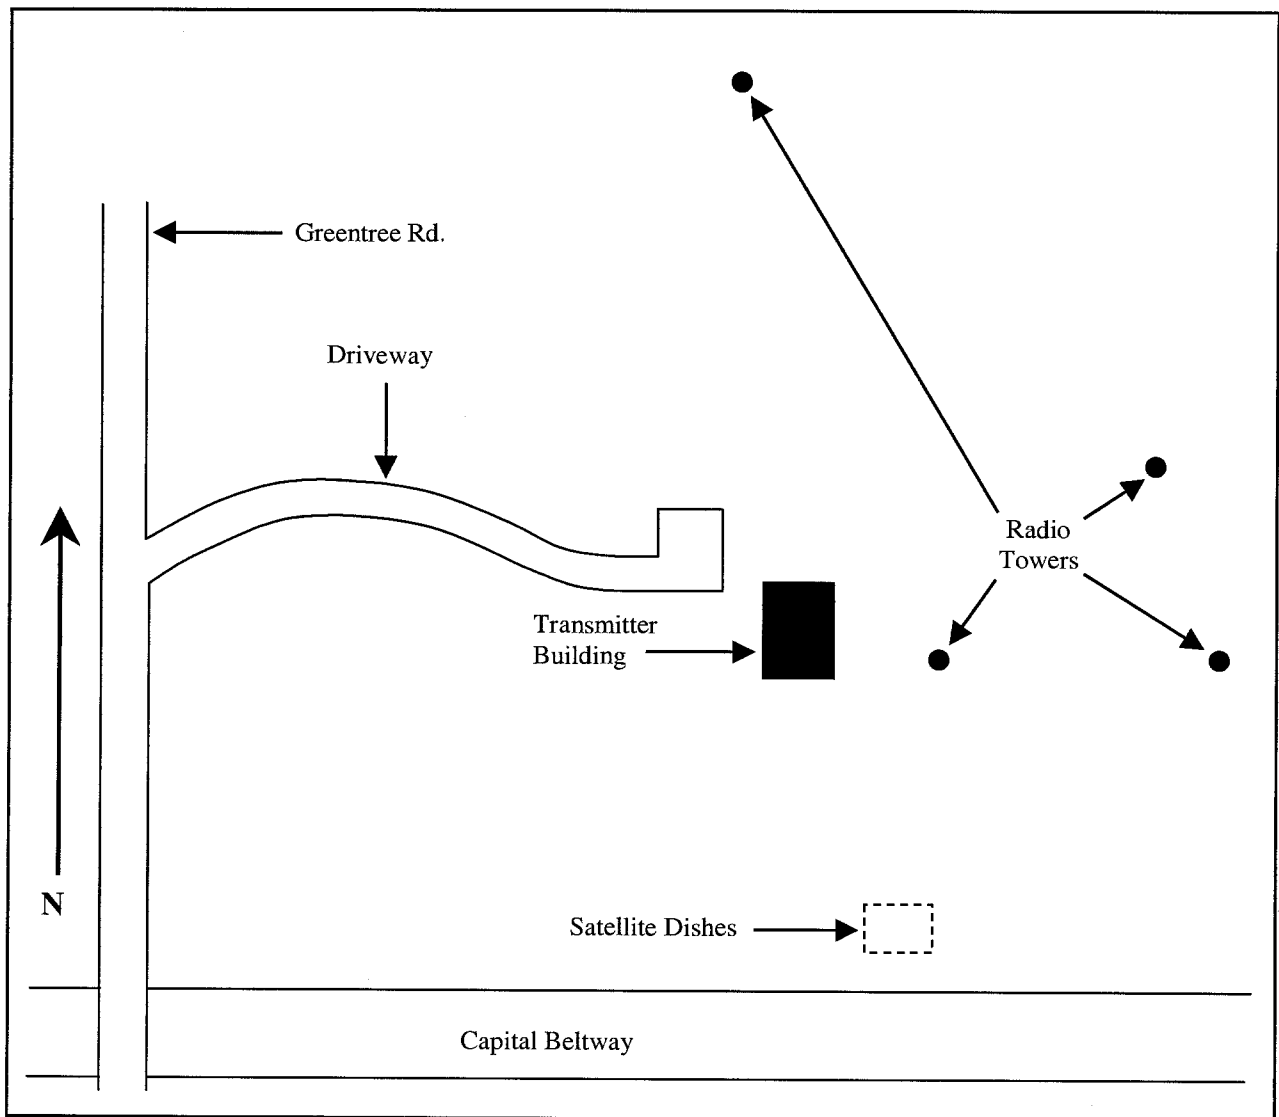 Greentree Rd.
Driveway
Radio
Towers
Transmitter
Building
N
Satellite Dishes
Capital Beltway